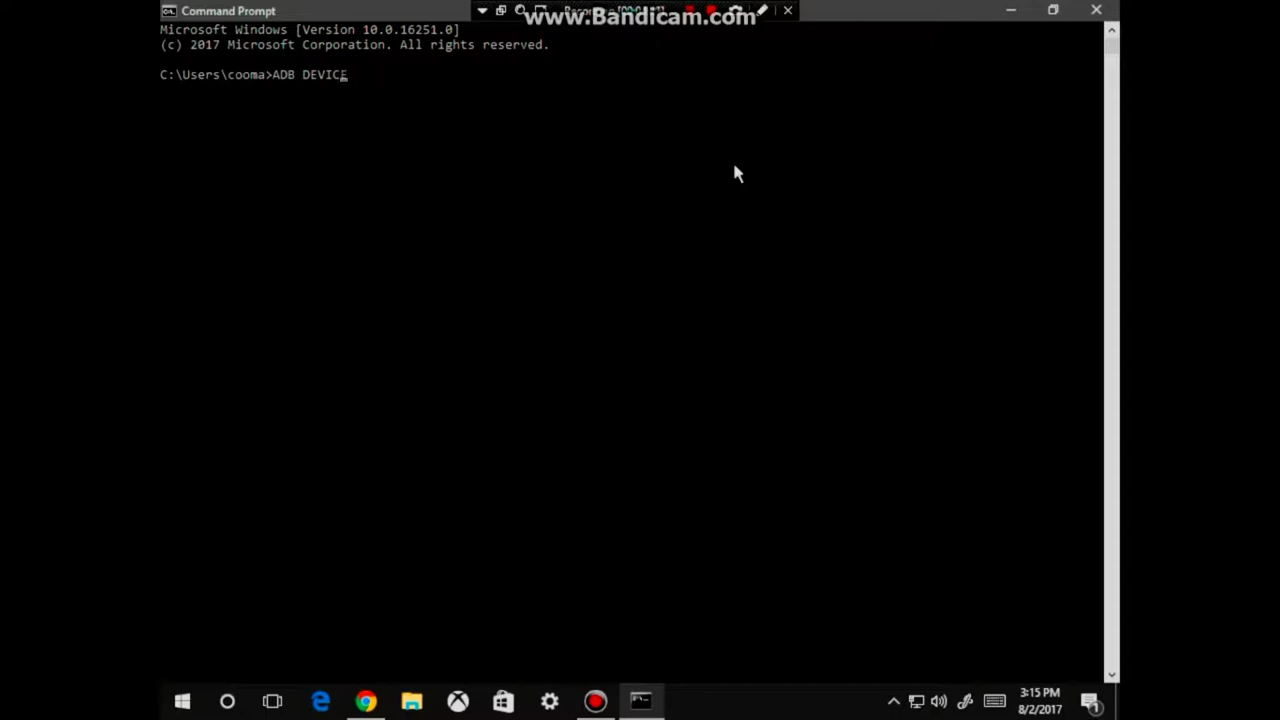 Command Prompt
www.Bandicam.com
Microsoft Windows [Version 10.0.16251.0]
(c) 2017 Microsoft Corporation. All rights reserved.
C:\Users\cooma>ADB DEVICE
3:15 PM
8/2/2017
1